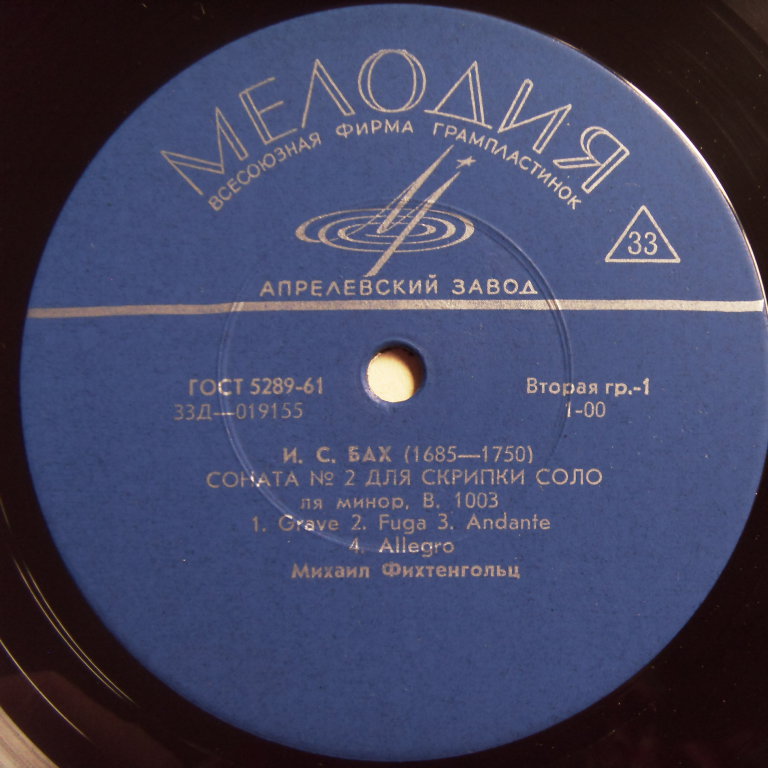 МЕЛОДИЯ
ВСЕСОЮЗНАЯ ФИРМА ГРАМПЛАСТИНОК
33
АПРЕЛЕВСКИЙ ЗАВОД
ГОСТ 5289-61
Вторая гр.-1
33Д—019155
1-00
И. С. БАХ (1685—1750)
СОНАТА № 2 ДЛЯ СКРИПКИ СОЛО
ля минор, В. 1003
1. Grave 2. Fuga 3. Andante
4. Allegro
Михаил Фихтенгольц